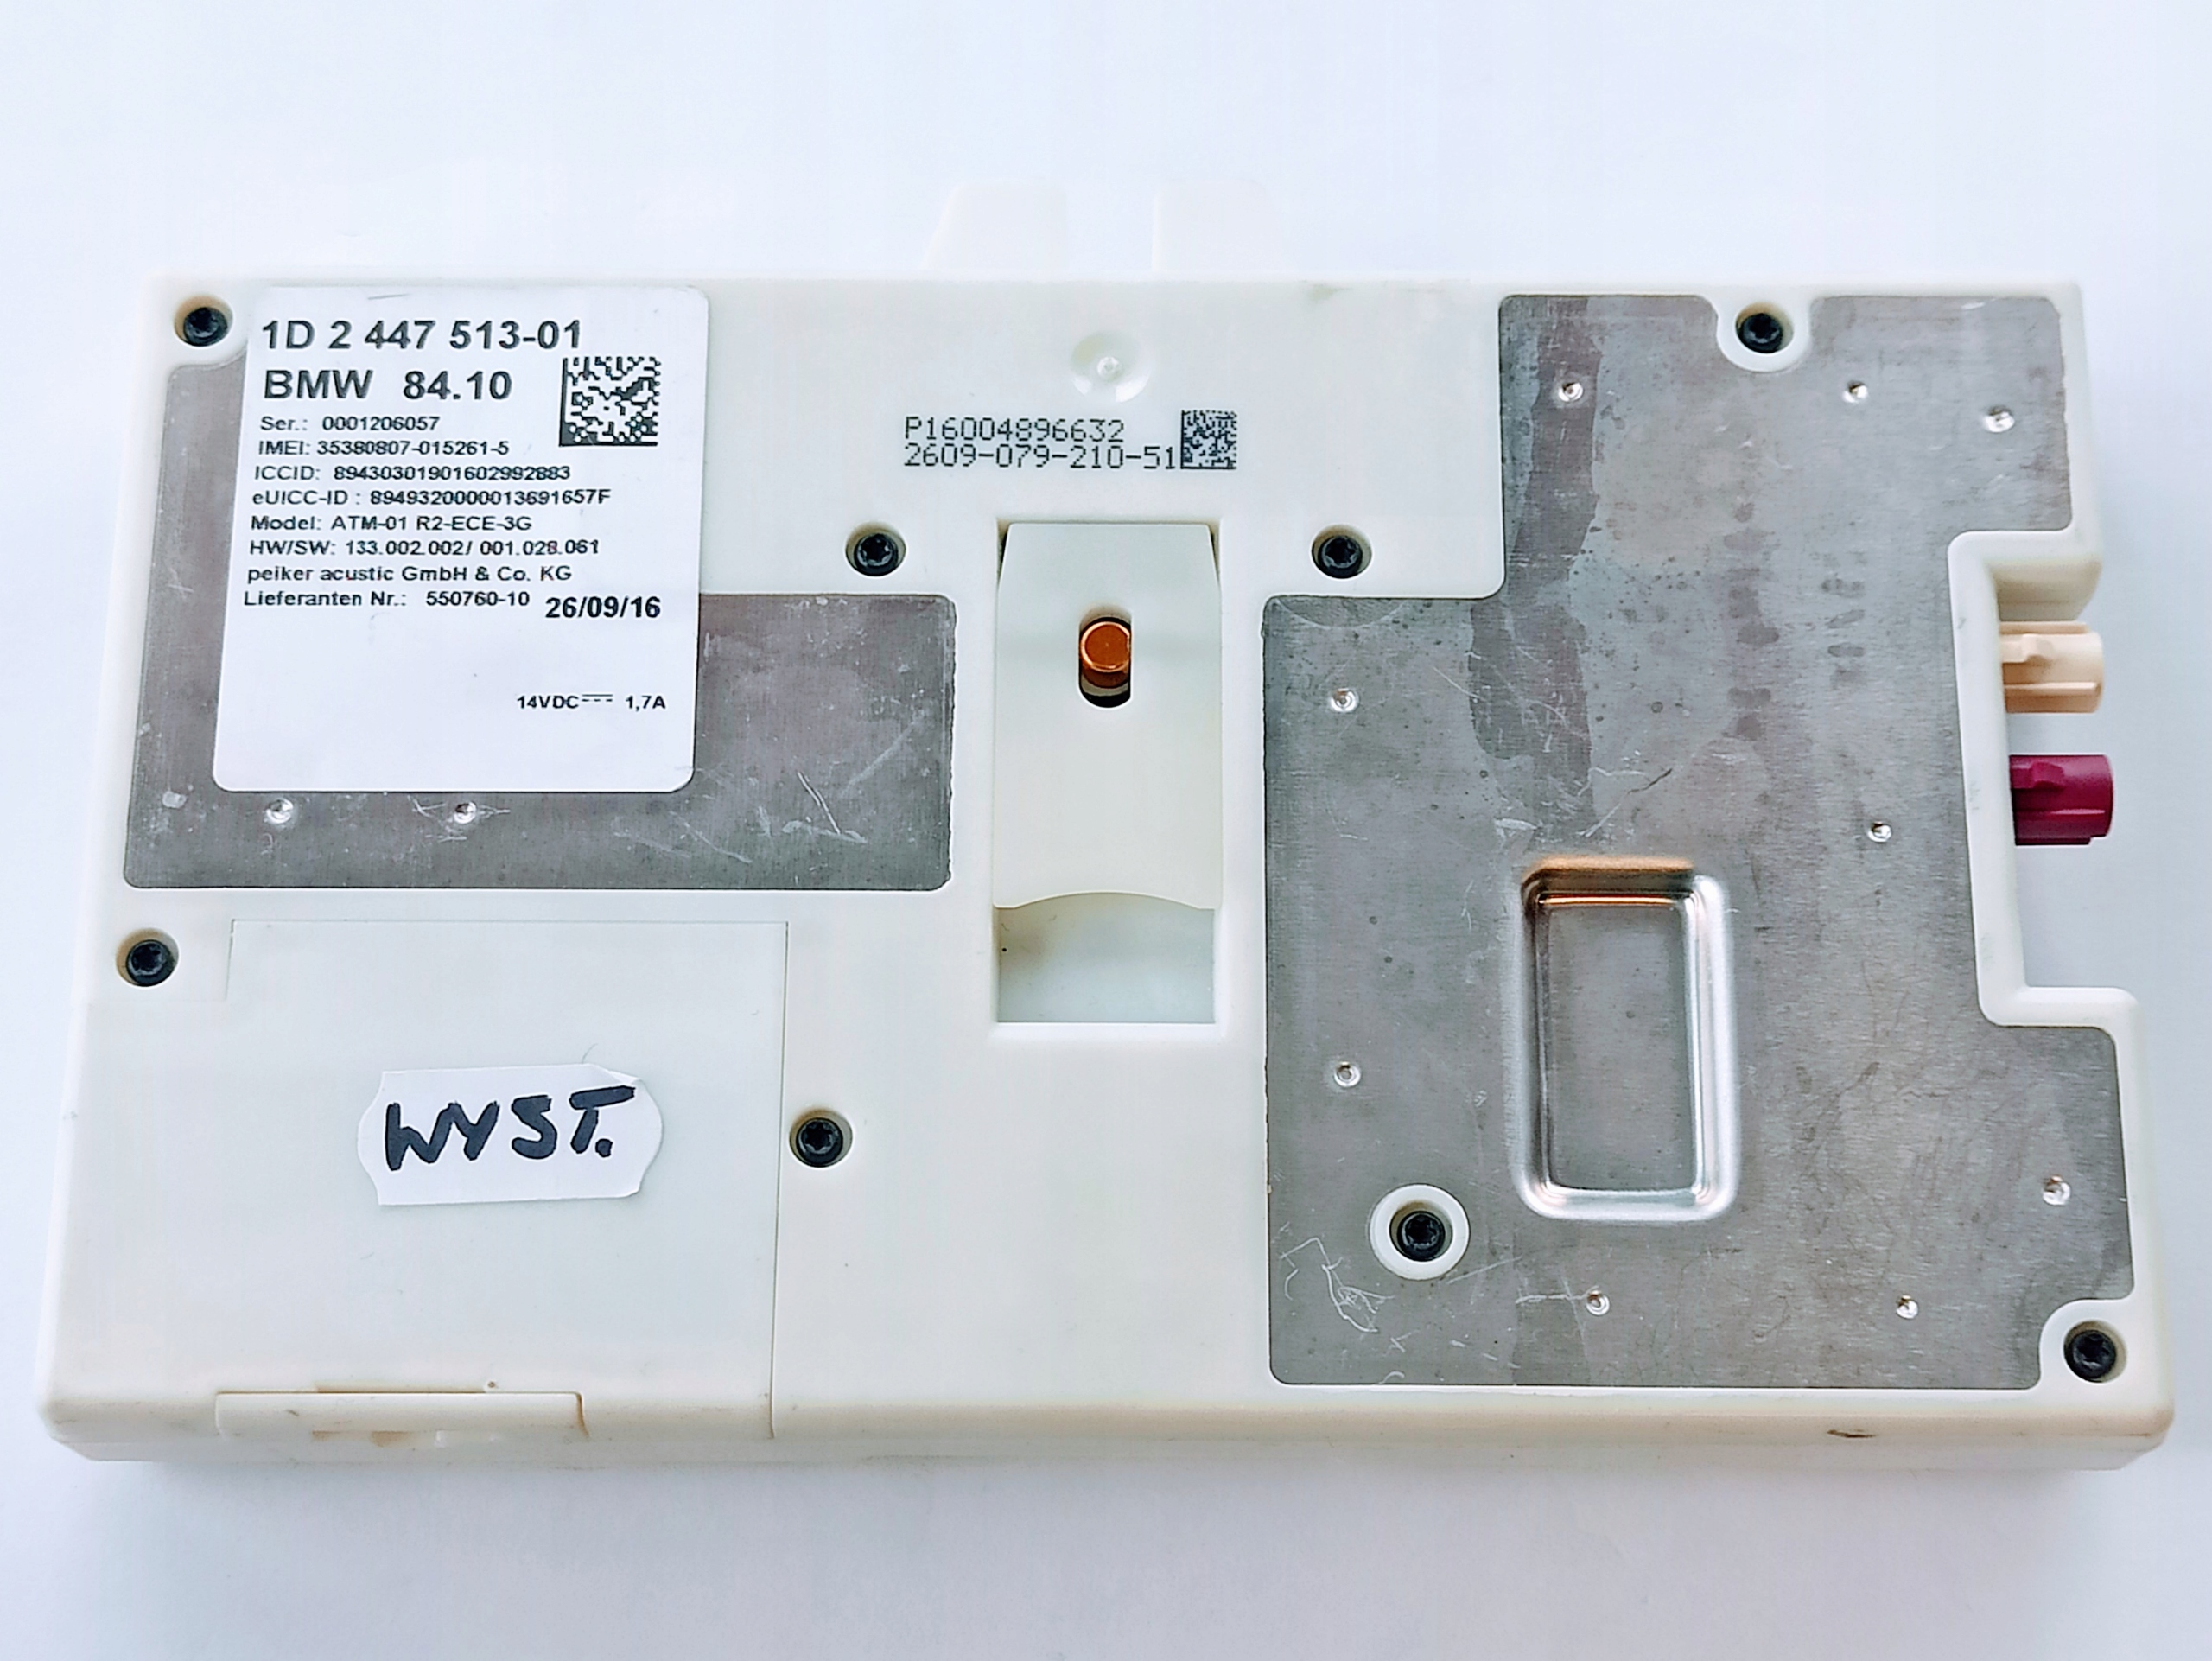 1D 2 447 513-01
BMW 84.10
Ser.: 0001206057
IMEI: 35380807-015261-5
ICCID: 89430301901602992883
eUICC-ID : 8949320000013691657F
Model: ATM-01 R2-ECE-3G
HW/SW: 133.002.002/ 001.028.061
peiker acustic GmbH & Co. KG
Lieferanten Nr.: 550760-10 26/09/16
14VDC 1,7A
P16004896632
2609-079-210-51
WYST.